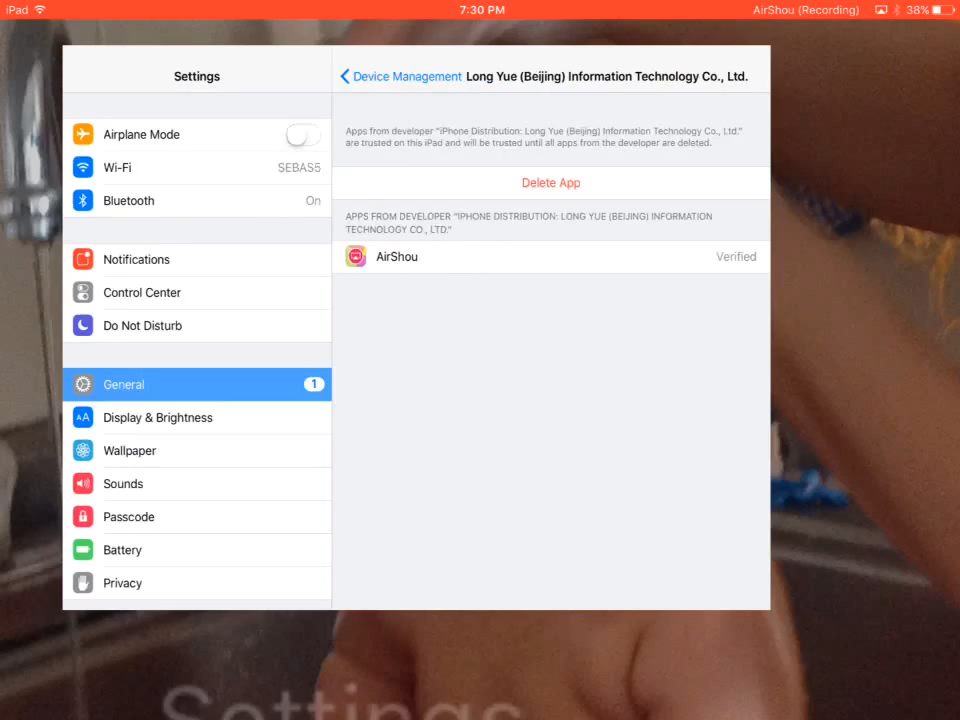 iPad 7:30 PM AirShou (Recording) 38%
Settings
Device Management Long Yue (Beijing) Information Technology Co., Ltd.
Airplane Mode
Wi-Fi SEBAS5
Bluetooth On
Notifications
Control Center
Do Not Disturb
General 1
AA Display & Brightness
Wallpaper
Sounds
Passcode
Battery
Privacy
Apps from developer "iPhone Distribution: Long Yue (Beijing) Information Technology Co., Ltd."
are trusted on this iPad and will be trusted until all apps from the developer are deleted.
Delete App
APPS FROM DEVELOPER "IPHONE DISTRIBUTION: LONG YUE (BEIJING) INFORMATION
TECHNOLOGY CO., LTD."
AirShou Verified
Settings